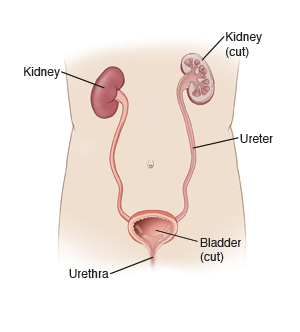 Kidney
(cut)
Kidney
Ureter
Bladder
(cut)
Urethra